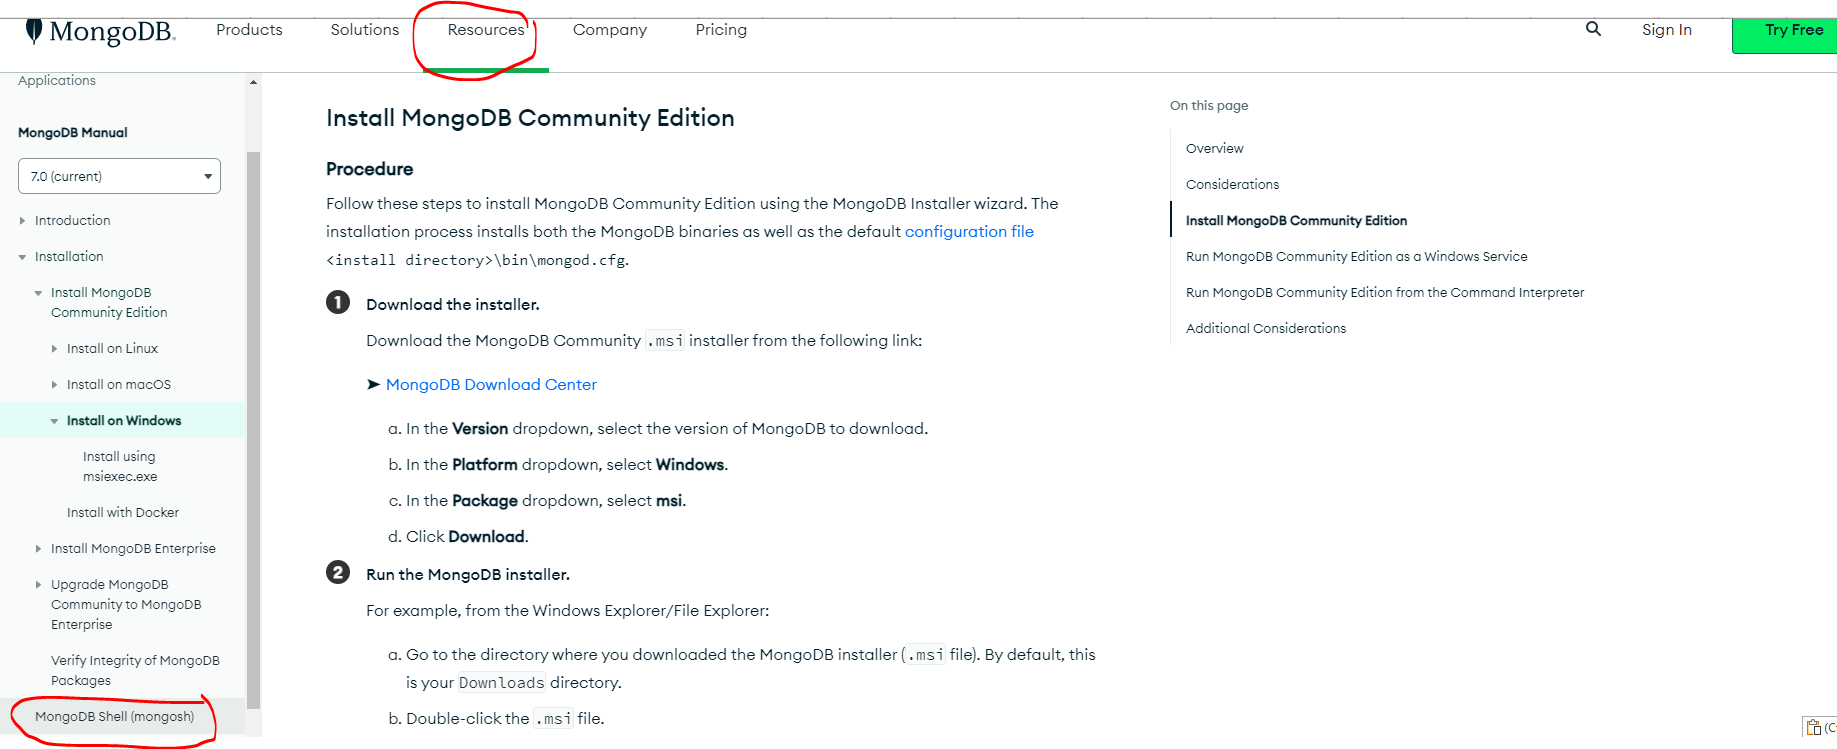 MongoDB.
Products
Solutions
Resources
Company
Pricing
Sign In
Try Free
Applications
MongoDB Manual
7.0 (current)
Introduction
Installation
Install MongoDB
Community Edition
Install on Linux
Install on macOS
Install on Windows
Install using
msiexec.exe
Install with Docker
Install MongoDB Enterprise
Upgrade MongoDB
Community to MongoDB
Enterprise
Verify Integrity of MongoDB
Packages
MongoDB Shell (mongosh)
Install MongoDB Community Edition
Procedure
Follow these steps to install MongoDB Community Edition using the MongoDB Installer wizard. The
installation process installs both the MongoDB binaries as well as the default configuration file
<install directory>\bin\mongod.cfg.
1 Download the installer.
Download the MongoDB Community .msi installer from the following link:
➤ MongoDB Download Center
a. In the Version dropdown, select the version of MongoDB to download.
b. In the Platform dropdown, select Windows.
c. In the Package dropdown, select msi.
d. Click Download.
2 Run the MongoDB installer.
For example, from the Windows Explorer/File Explorer:
a. Go to the directory where you downloaded the MongoDB installer (.msi file). By default, this
is your Downloads directory.
b. Double-click the .msi file.
On this page
Overview
Considerations
Install MongoDB Community Edition
Run MongoDB Community Edition as a Windows Service
Run MongoDB Community Edition from the Command Interpreter
Additional Considerations